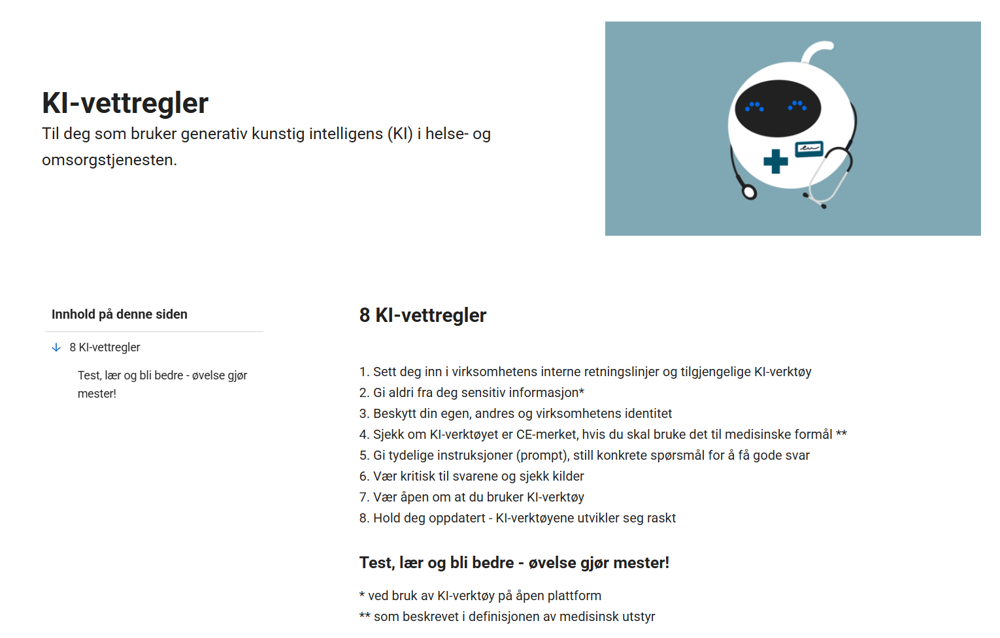 KI-vettregler
Til deg som bruker generativ kunstig intelligens (KI) i helse- og
omsorgstjenesten.
Innhold på denne siden
8 KI-vettregler
Test, lær og bli bedre - øvelse gjør
mester!
8 KI-vettregler
1. Sett deg inn i virksomhetens interne retningslinjer og tilgjengelige KI-verktøy
2. Gi aldri fra deg sensitiv informasjon*
3. Beskytt din egen, andres og virksomhetens identitet
4. Sjekk om KI-verktøyet er CE-merket, hvis du skal bruke det til medisinske formål **
5. Gi tydelige instruksjoner (prompt), still konkrete spørsmål for å få gode svar
6. Vær kritisk til svarene og sjekk kilder
7. Vær åpen om at du bruker KI-verktøy
8. Hold deg oppdatert - KI-verktøyene utvikler seg raskt
Test, lær og bli bedre - øvelse gjør mester!
* ved bruk av KI-verktøy på åpen plattform
** som beskrevet i definisjonen av medisinsk utstyr